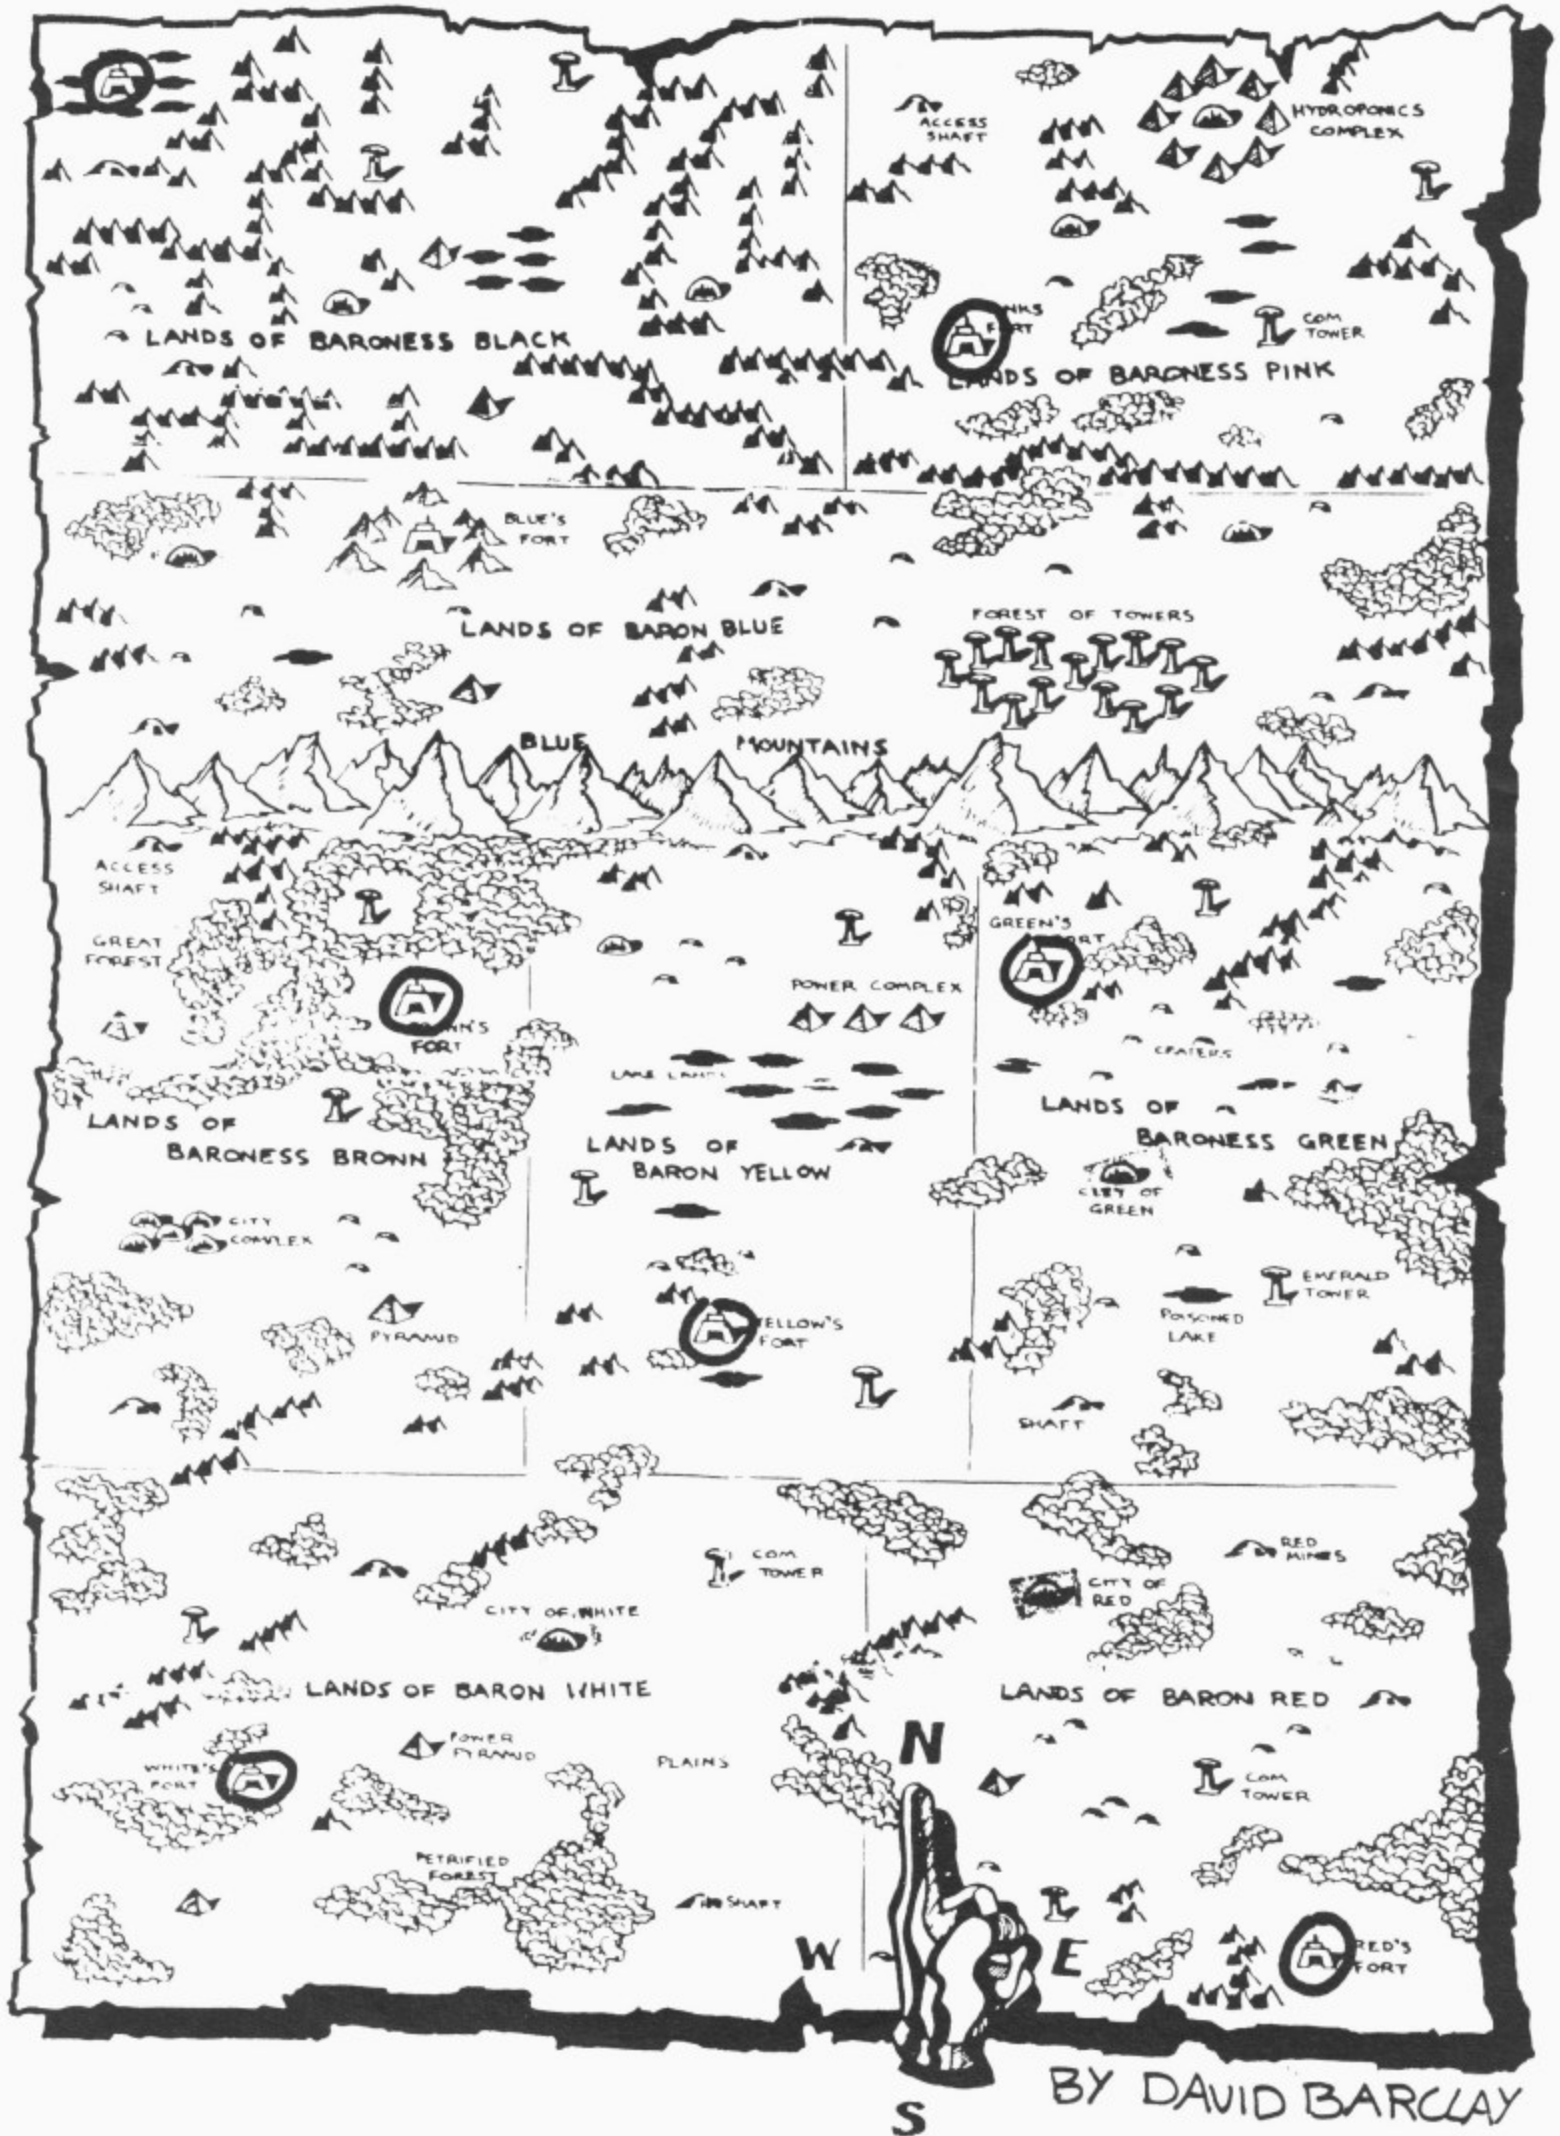 ACCESS
SHAFT
HYDROPONICS
COMPLEX
FORT
COM
TOWER
LANDS OF BARONESS BLACK
LANDS OF BARONESS PINK
BLUE'S
FORT
LANDS OF BARON BLUE
FOREST OF TOWERS
BLUE MOUNTAINS
ACCESS
SHAFT
GREAT
FOREST
GREEN'S
POWER COMPLEX
FORT
LAKE LANDS
CRATERS
LANDS OF
BARONESS BROWN
LANDS OF
BARON YELLOW
LANDS OF
BARONESS GREEN
CITY OF
GREEN
CITY
COMPLEX
PYRAMID
YELLOW'S
FORT
EMERALD
TOWER
POISONED
LAKE
SHAFT
COM
TOWER
RED
MINES
CITY OF WHITE
CITY OF
RED
LANDS OF BARON WHITE
LANDS OF BARON RED
WHITE'S
FORT
POWER
PYRAMID
PLAINS
COM
TOWER
PETRIFIED
FOREST
SHAFT
RED'S
FORT
N
W
E
S
BY DAVID BARCLAY